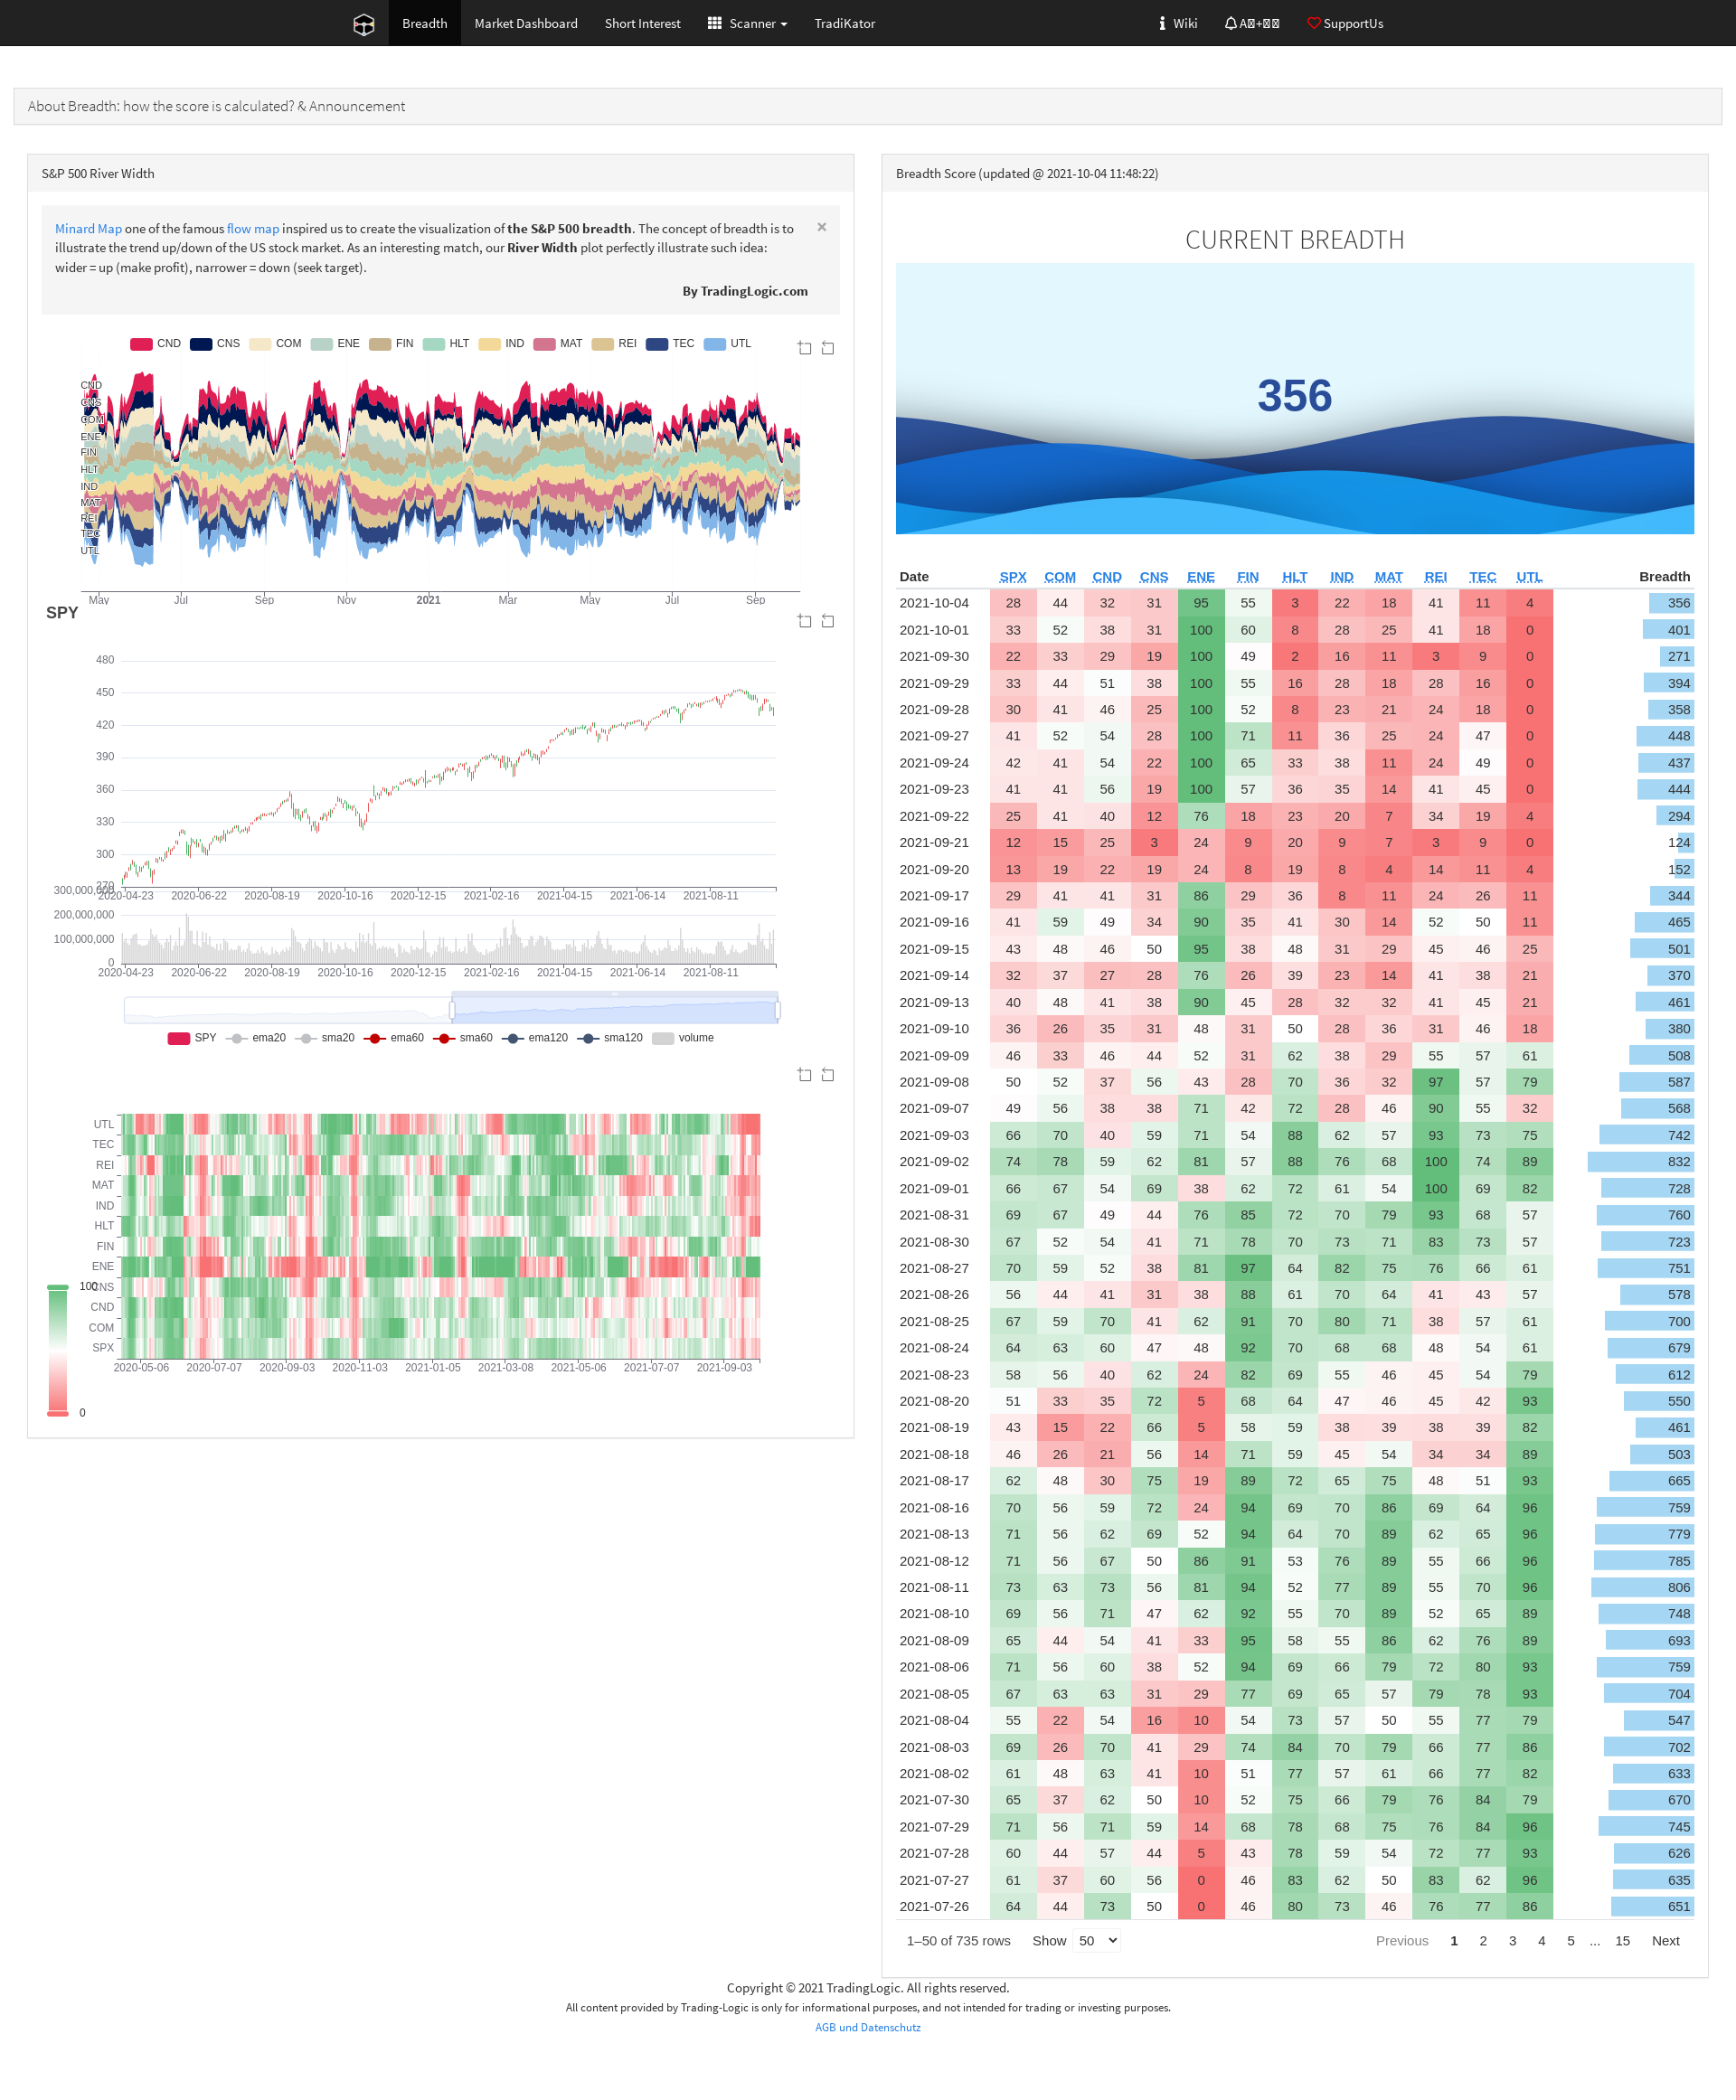 Breadth Market Dashboard Short Interest Scanner TradiKator Wiki SupportUs
About Breadth: how the score is calculated? & Announcement
S&P 500 River Width
Minard Map one of the famous flow map inspired us to create the visualization of the S&P 500 breadth. The concept of breadth is to
illustrate the trend up/down of the US stock market. As an interesting match, our River Width plot perfectly illustrate such idea:
wider = up (make profit), narrower = down (seek target).
×
By TradingLogic.com
CND CNS COM ENE FIN HLT IND MAT REI TEC UTL
CND
CNS
COM
ENE
FIN
HLT
IND
MAT
REI
TEC
UTL
May Jul Sep Nov 2021 Mar May Jul Sep
SPY
480
450
420
390
360
330
300
270
2020-04-23 2020-06-22 2020-08-19 2020-10-16 2020-12-15 2021-02-16 2021-04-15 2021-06-14 2021-08-11
300,000,000
200,000,000
100,000,000
0
2020-04-23 2020-06-22 2020-08-19 2020-10-16 2020-12-15 2021-02-16 2021-04-15 2021-06-14 2021-08-11
SPY ema20 sma20 ema60 sma60 ema120 sma120 volume
UTL
TEC
REI
MAT
IND
HLT
FIN
ENE
CNS
CND
COM
SPX
2020-05-06 2020-07-07 2020-09-03 2020-11-03 2021-01-05 2021-03-08 2021-05-06 2021-07-07 2021-09-03
100
0
Breadth Score (updated @ 2021-10-04 11:48:22)
CURRENT BREADTH
356
Date SPX COM CND CNS ENE FIN HLT IND MAT REI TEC UTL Breadth
2021-10-04 28 44 32 31 95 55 3 22 18 41 11 4 356
2021-10-01 33 52 38 31 100 60 8 28 25 41 18 0 401
2021-09-30 22 33 29 19 100 49 2 16 11 3 9 0 271
2021-09-29 33 44 51 38 100 55 16 28 18 28 16 0 394
2021-09-28 30 41 46 25 100 52 8 23 21 24 18 0 358
2021-09-27 41 52 54 28 100 71 11 36 25 24 47 0 448
2021-09-24 42 41 54 22 100 65 33 38 11 24 49 0 437
2021-09-23 41 41 56 19 100 57 36 35 14 41 45 0 444
2021-09-22 25 41 40 12 76 18 23 20 7 34 19 4 294
2021-09-21 12 15 25 3 24 9 20 9 7 3 9 0 124
2021-09-20 13 19 22 19 24 8 19 8 4 14 11 4 152
2021-09-17 29 41 41 31 86 29 36 8 11 24 26 11 344
2021-09-16 41 59 49 34 90 35 41 30 14 52 50 11 465
2021-09-15 43 48 46 50 95 38 48 31 29 45 46 25 501
2021-09-14 32 37 27 28 76 26 39 23 14 41 38 21 370
2021-09-13 40 48 41 38 90 45 28 32 32 41 45 21 461
2021-09-10 36 26 35 31 48 31 50 28 36 31 46 18 380
2021-09-09 46 33 46 44 52 31 62 38 29 55 57 61 508
2021-09-08 50 52 37 56 43 28 70 36 32 97 57 79 587
2021-09-07 49 56 38 38 71 42 72 28 46 90 55 32 568
2021-09-03 66 70 40 59 71 54 88 62 57 93 73 75 742
2021-09-02 74 78 59 62 81 57 88 76 68 100 74 89 832
2021-09-01 66 67 54 69 38 62 72 61 54 100 69 82 728
2021-08-31 69 67 49 44 76 85 72 70 79 93 68 57 760
2021-08-30 67 52 54 41 71 78 70 73 71 83 73 57 723
2021-08-27 70 59 52 38 81 97 64 82 75 76 66 61 751
2021-08-26 56 44 41 31 38 88 61 70 64 41 43 57 578
2021-08-25 67 59 70 41 62 91 70 80 71 38 57 61 700
2021-08-24 64 63 60 47 48 92 70 68 68 48 54 61 679
2021-08-23 58 56 40 62 24 82 69 55 46 45 54 79 612
2021-08-20 51 33 35 72 5 68 64 47 46 45 42 93 550
2021-08-19 43 15 22 66 5 58 59 38 39 38 39 82 461
2021-08-18 46 26 21 56 14 71 59 45 54 34 34 89 503
2021-08-17 62 48 30 75 19 89 72 65 75 48 51 93 665
2021-08-16 70 56 59 72 24 94 69 70 86 69 64 96 759
2021-08-13 71 56 62 69 52 94 64 70 89 62 65 96 779
2021-08-12 71 56 67 50 86 91 53 76 89 55 66 96 785
2021-08-11 73 63 73 56 81 94 52 77 89 55 70 96 806
2021-08-10 69 56 71 47 62 92 55 70 89 52 65 89 748
2021-08-09 65 44 54 41 33 95 58 55 86 62 76 89 693
2021-08-06 71 56 60 38 52 94 69 66 79 72 80 93 759
2021-08-05 67 63 63 31 29 77 69 65 57 79 78 93 704
2021-08-04 55 22 54 16 10 54 73 57 50 55 77 79 547
2021-08-03 69 26 70 41 29 74 84 70 79 66 77 86 702
2021-08-02 61 48 63 41 10 51 77 57 61 66 77 82 633
2021-07-30 65 37 62 50 10 52 75 66 79 76 84 79 670
2021-07-29 71 56 71 59 14 68 78 68 75 76 84 96 745
2021-07-28 60 44 57 44 5 43 78 59 54 72 77 93 626
2021-07-27 61 37 60 56 0 46 83 62 50 83 62 96 635
2021-07-26 64 44 73 50 0 46 80 73 46 76 77 86 651
1–50 of 735 rows Show 50 Previous 1 2 3 4 5 ... 15 Next
Copyright © 2021 TradingLogic. All rights reserved.
All content provided by Trading-Logic is only for informational purposes, and not intended for trading or investing purposes.
AGB und Datenschutz